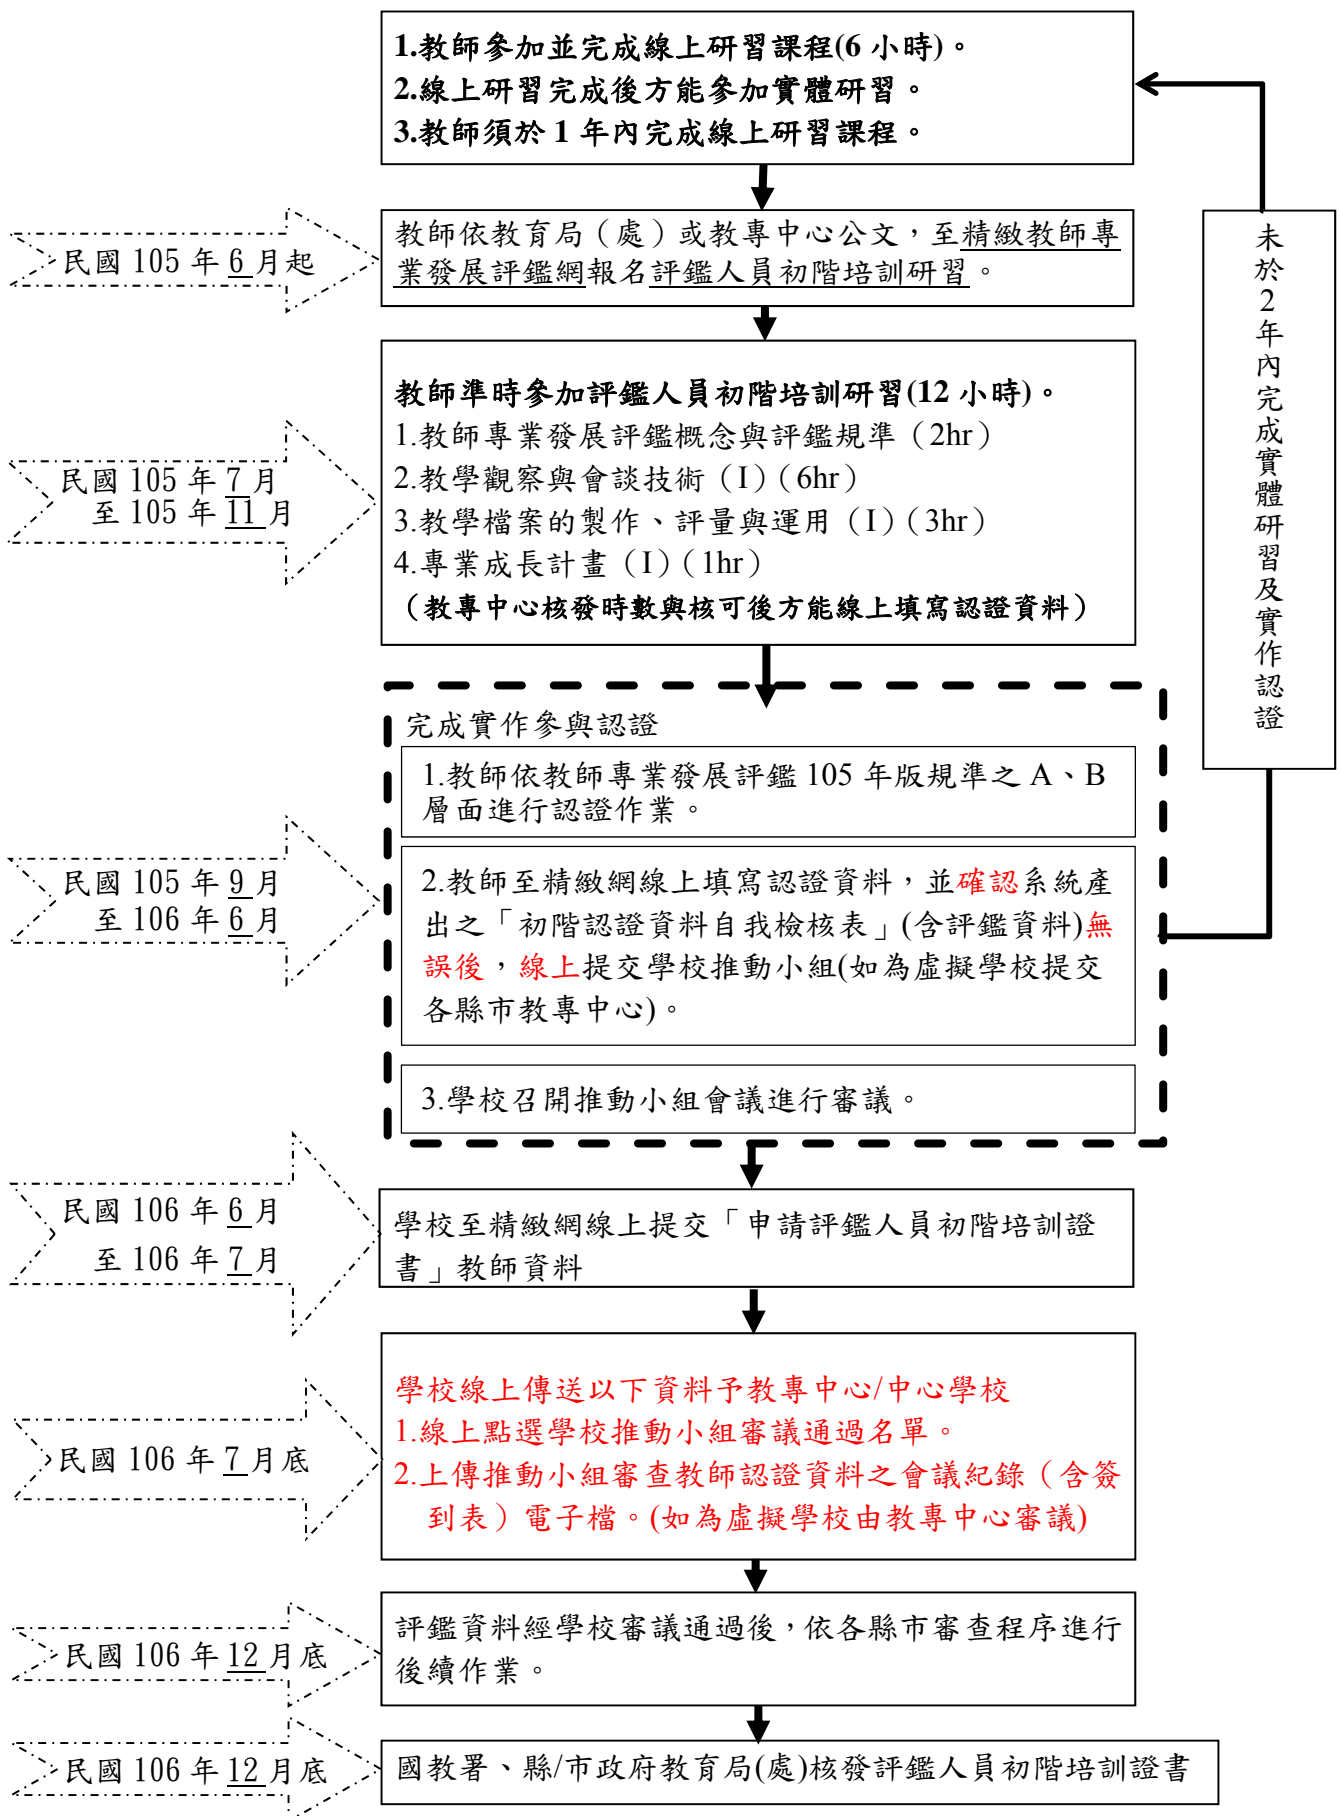 1.教師參加並完成線上研習課程(6 小時)。
2.線上研習完成後方能參加實體研習。
3.教師須於 1 年內完成線上研習課程。
民國 105 年 6 月起
教師依教育局（處）或教專中心公文，至精緻教師專
業發展評鑑網報名評鑑人員初階培訓研習。
未於2年內完成實體研習及實作認證
民國 105 年 7 月
至 105 年 11 月
教師準時參加評鑑人員初階培訓研習(12 小時)。
1.教師專業發展評鑑概念與評鑑規準（2hr）
2.教學觀察與會談技術（I）（6hr）
3.教學檔案的製作、評量與運用（I）（3hr）
4.專業成長計畫（I）（1hr）
（教專中心核發時數與核可後方能線上填寫認證資料）
完成實作參與認證
1.教師依教師專業發展評鑑 105 年版規準之 A、B
層面進行認證作業。
民國 105 年 9 月
至 106 年 6 月
2.教師至精緻網線上填寫認證資料，並確認系統產
出之「初階認證資料自我檢核表」(含評鑑資料)無
誤後，線上提交學校推動小組(如為虛擬學校提交
各縣市教專中心)。
3.學校召開推動小組會議進行審議。
民國 106 年 6 月
至 106 年 7 月
學校至精緻網線上提交「申請評鑑人員初階培訓證
書」教師資料
民國 106 年 7 月底
學校線上傳送以下資料予教專中心/中心學校
1.線上點選學校推動小組審議通過名單。
2.上傳推動小組審查教師認證資料之會議紀錄（含簽
到表）電子檔。(如為虛擬學校由教專中心審議)
民國 106 年 12 月底
評鑑資料經學校審議通過後，依各縣市審查程序進行
後續作業。
民國 106 年 12 月底
國教署、縣/市政府教育局(處)核發評鑑人員初階培訓證書